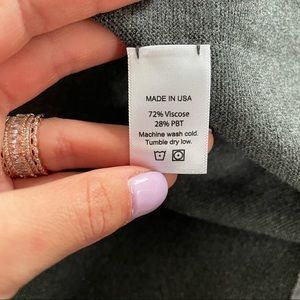 MADE IN USA
72% Viscose
28% PBT
Machine wash cold.
Tumble dry low.